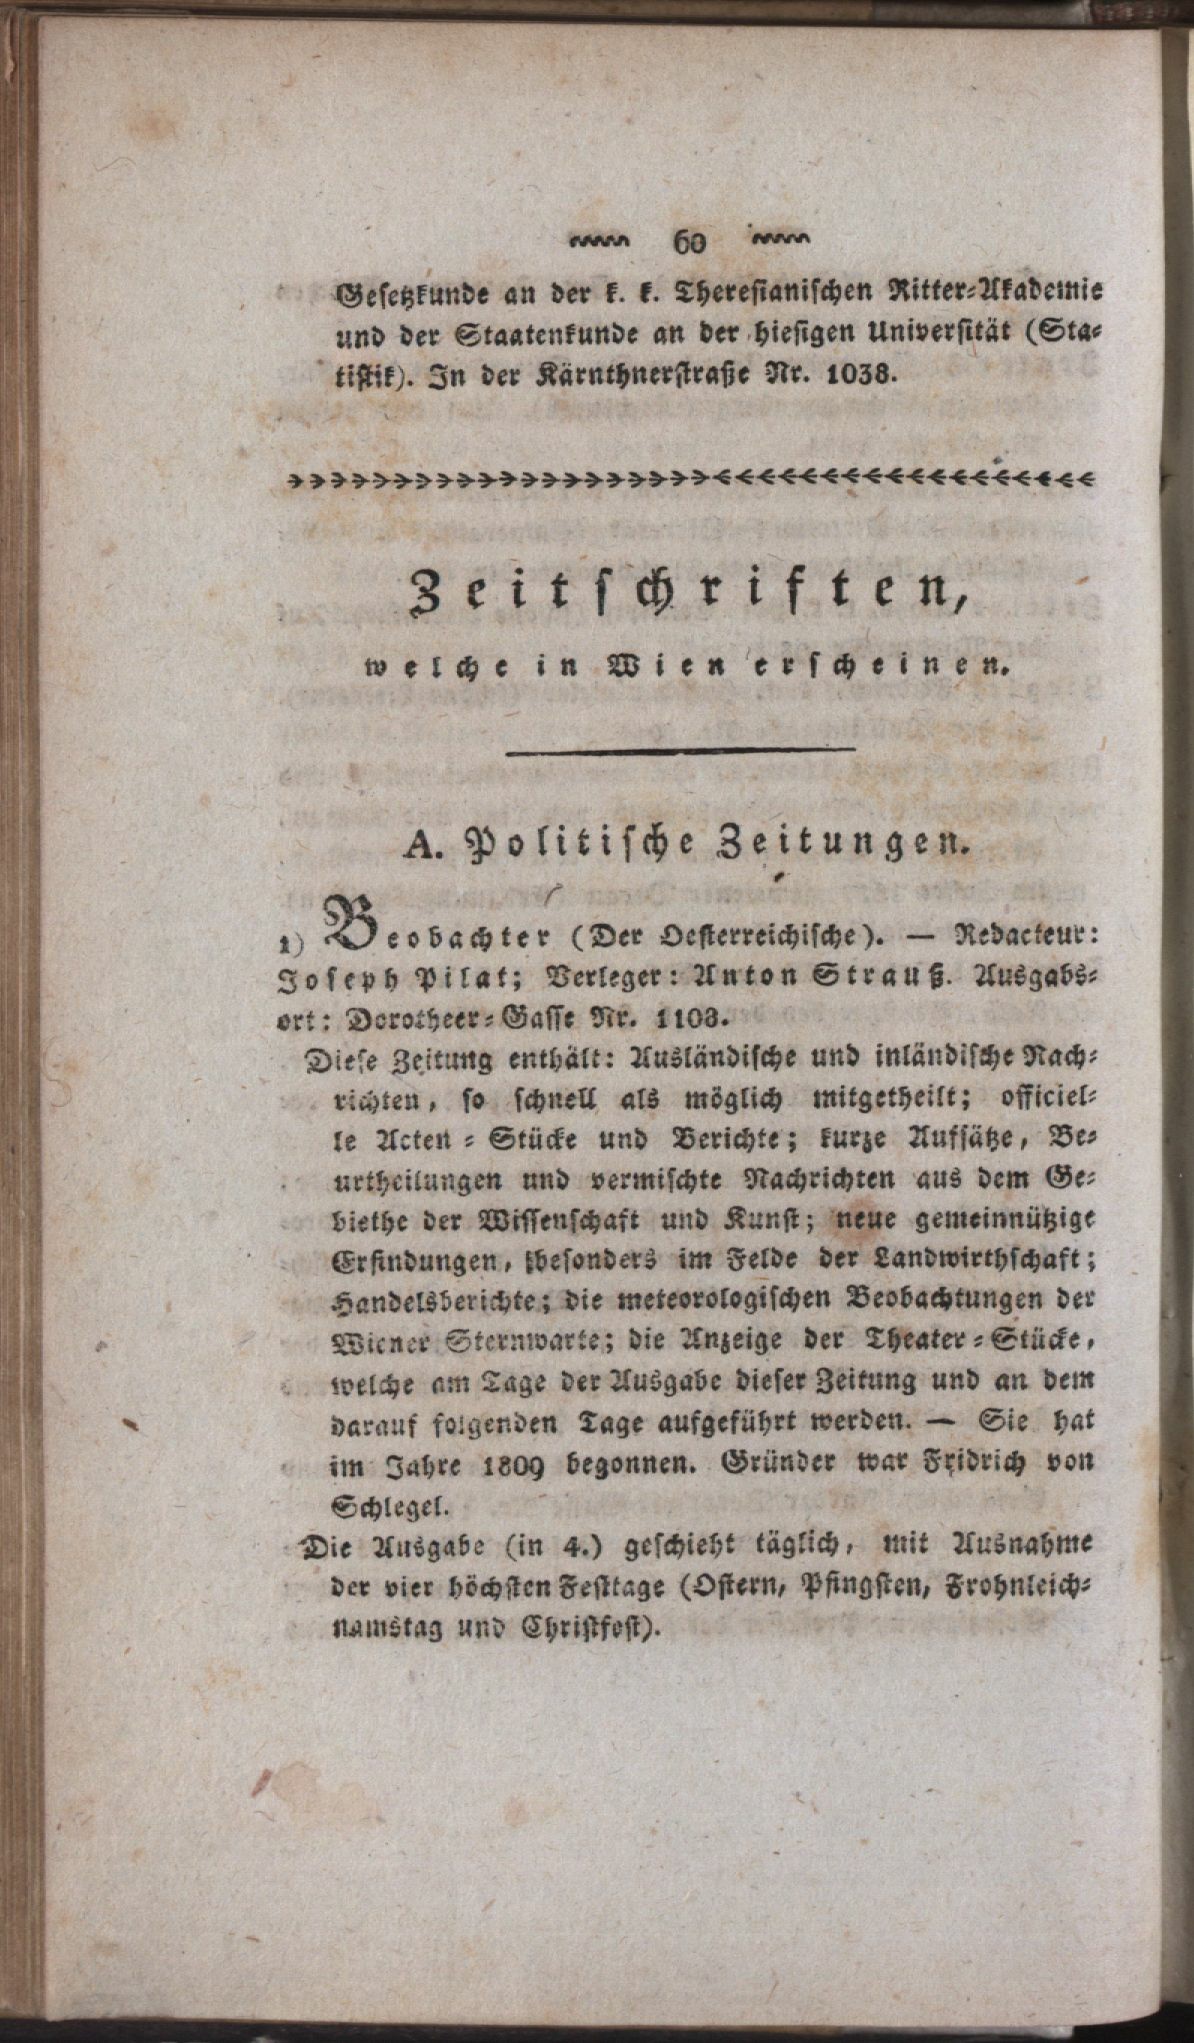 60
Gesetzkunde an der k. k. Theresianischen Ritter-Akademie
und der Staatenkunde an der hiesigen Universität (Sta-
tistik). In der Kärnthnerstraße Nr. 1038.
Zeitschriften,
welche in Wien erscheinen.
A. Politische Zeitungen.
1) Beobachter (Der Oesterreichische). — Redacteur:
Joseph Pilat; Verleger: Anton Strauß. Ausgabs-
ort: Dorotheer-Gasse Nr. 1108.
Diese Zeitung enthält: Ausländische und inländische Nach-
richten, so schnell als möglich mitgetheilt; officiel-
le Acten-Stücke und Berichte; kurze Aufsätze, Be-
urtheilungen und vermischte Nachrichten aus dem Ge-
biethe der Wissenschaft und Kunst; neue gemeinnützige
Erfindungen, besonders im Felde der Landwirthschaft;
Handelsberichte; die meteorologischen Beobachtungen der
Wiener Sternwarte; die Anzeige der Theater-Stücke,
welche am Tage der Ausgabe dieser Zeitung und an dem
darauf folgenden Tage aufgeführt werden. — Sie hat
im Jahre 1809 begonnen. Gründer war Fridrich von
Schlegel.
Die Ausgabe (in 4.) geschieht täglich, mit Ausnahme
der vier höchsten Festtage (Ostern, Pfingsten, Frohnleich-
namstag und Christfest).